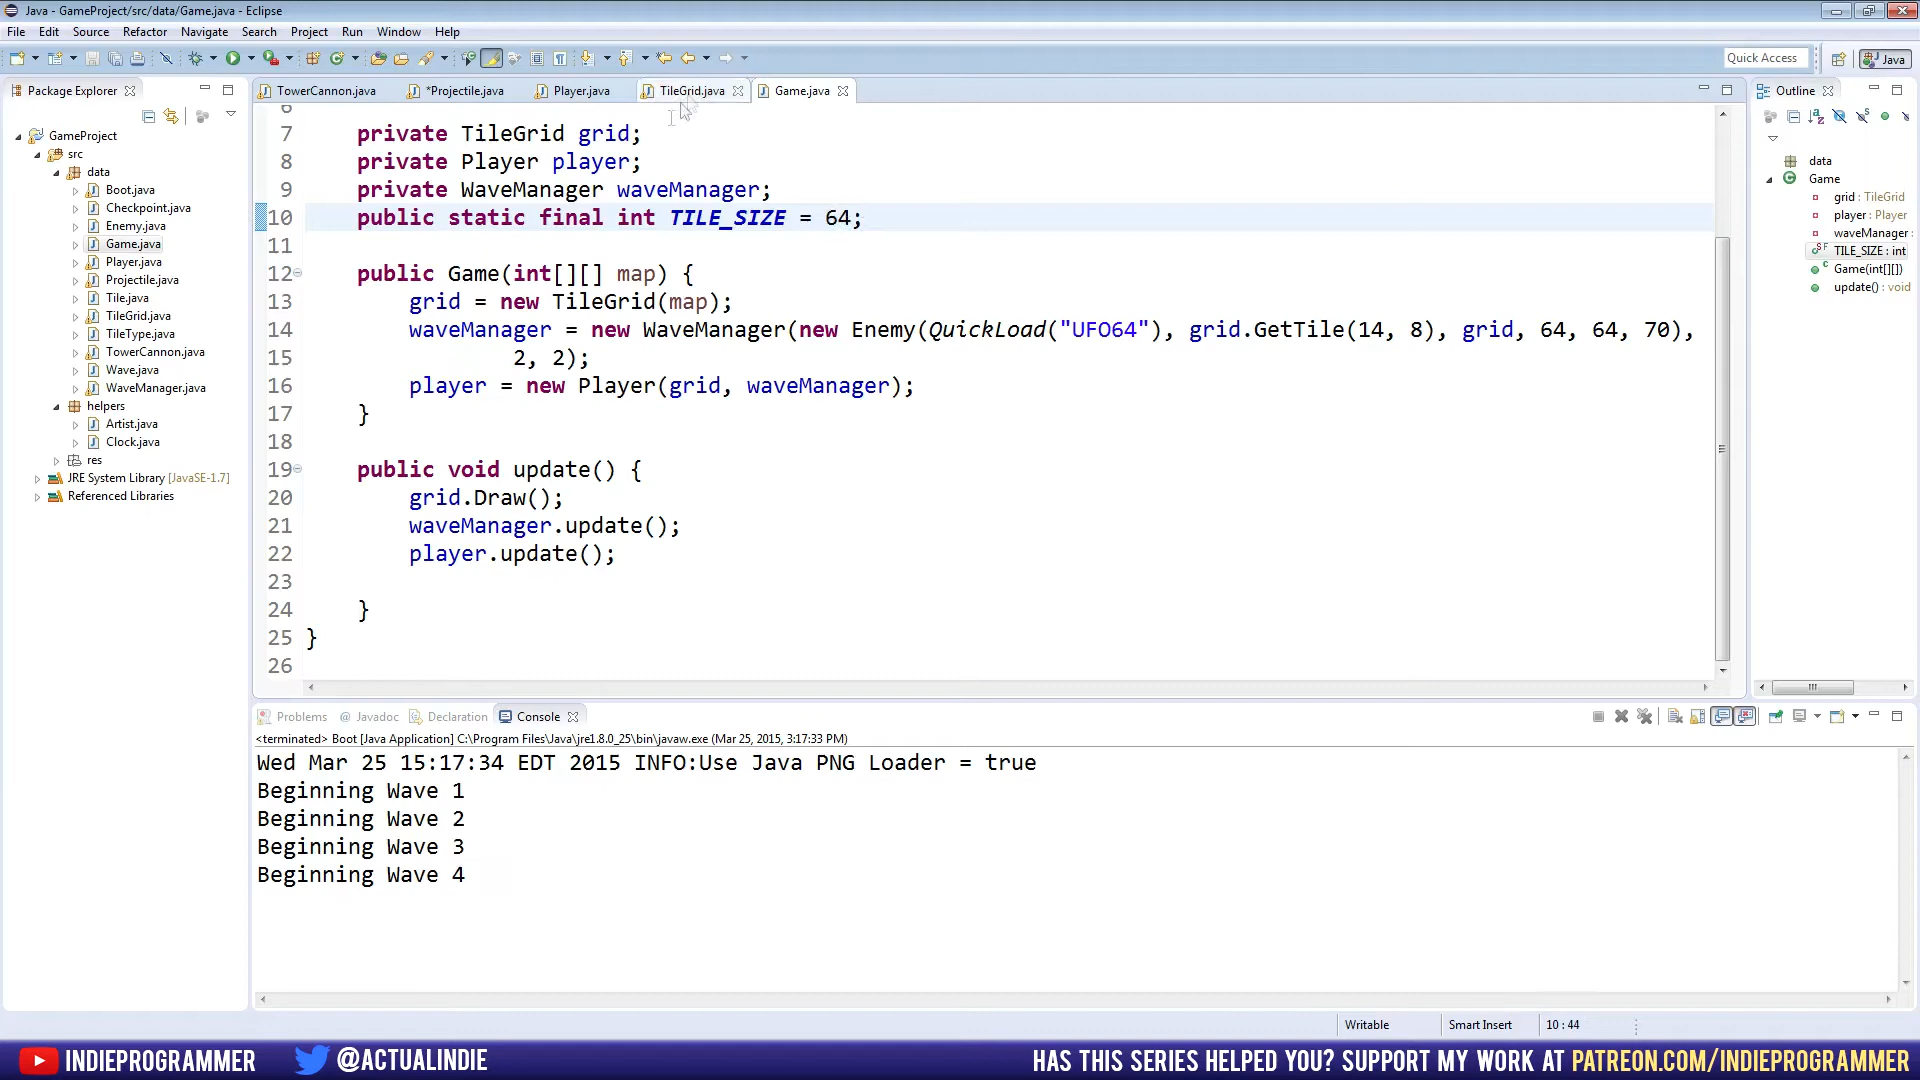 Java - GameProject/src/data/Game.java - Eclipse
File Edit Source Refactor Navigate Search Project Run Window Help
Quick Access
Java
Package Explorer
TowerCannon.java
*Projectile.java
Player.java
TileGrid.java
Game.java
Outline
GameProject
src
data
Boot.java
Checkpoint.java
Enemy.java
Game.java
Player.java
Projectile.java
Tile.java
TileGrid.java
TileType.java
TowerCannon.java
Wave.java
WaveManager.java
helpers
Artist.java
Clock.java
res
JRE System Library [JavaSE-1.7]
Referenced Libraries
6
7 private TileGrid grid;
8 private Player player;
9 private WaveManager waveManager;
10 public static final int TILE_SIZE = 64;
11
12 public Game(int[][] map) {
13 grid = new TileGrid(map);
14 waveManager = new WaveManager(new Enemy(QuickLoad("UFO64"), grid.GetTile(14, 8), grid, 64, 64, 70),
15 2, 2);
16 player = new Player(grid, waveManager);
17 }
18
19 public void update() {
20 grid.Draw();
21 waveManager.update();
22 player.update();
23
24 }
25 }
26
data
Game
grid : TileGrid
player : Player
waveManager :
TILE_SIZE : int
Game(int[][])
update() : void
Problems
@ Javadoc
Declaration
Console
<terminated> Boot [Java Application] C:\Program Files\Java\jre1.8.0_25\bin\javaw.exe (Mar 25, 2015, 3:17:33 PM)
Wed Mar 25 15:17:34 EDT 2015 INFO:Use Java PNG Loader = true
Beginning Wave 1
Beginning Wave 2
Beginning Wave 3
Beginning Wave 4
Writable
Smart Insert
10 : 44
INDIEPROGRAMMER
@ACTUALINDIE
HAS THIS SERIES HELPED YOU? SUPPORT MY WORK AT PATREON.COM/INDIEPROGRAMMER